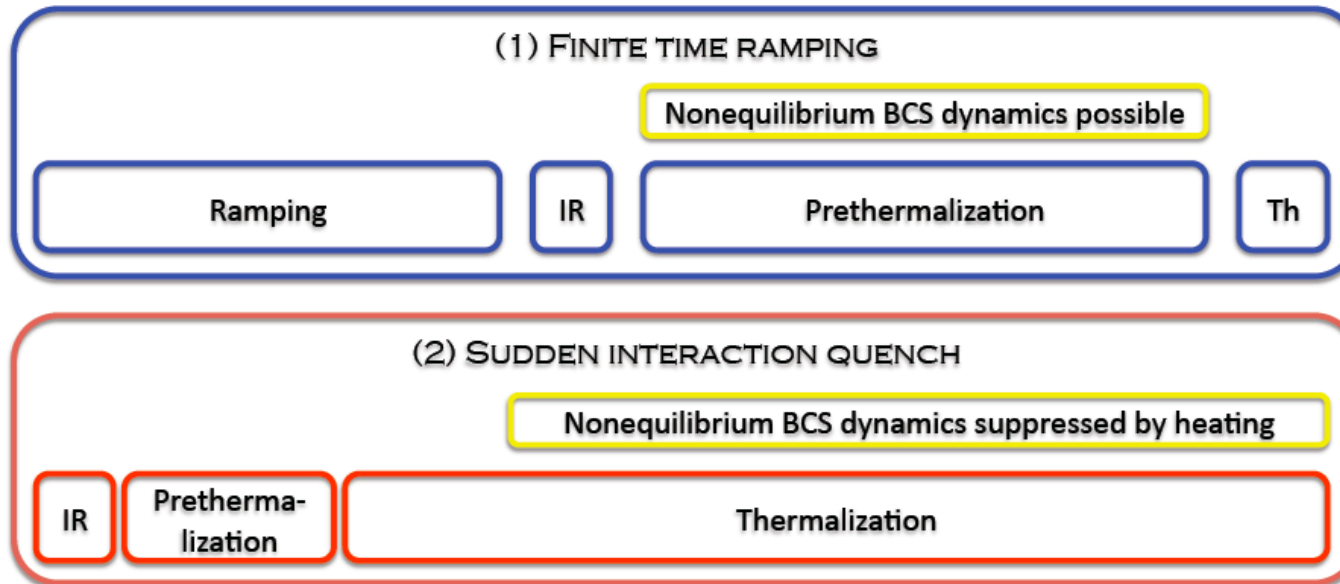 (1) FINITE TIME RAMPING
Nonequilibrium BCS dynamics possible
Ramping
IR
Prethermalization
Th
(2) SUDDEN INTERACTION QUENCH
Nonequilibrium BCS dynamics suppressed by heating
IR
Pretherma-
lization
Thermalization